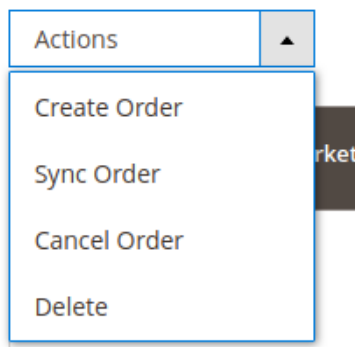 Actions
Create Order
Sync Order
Cancel Order
Delete